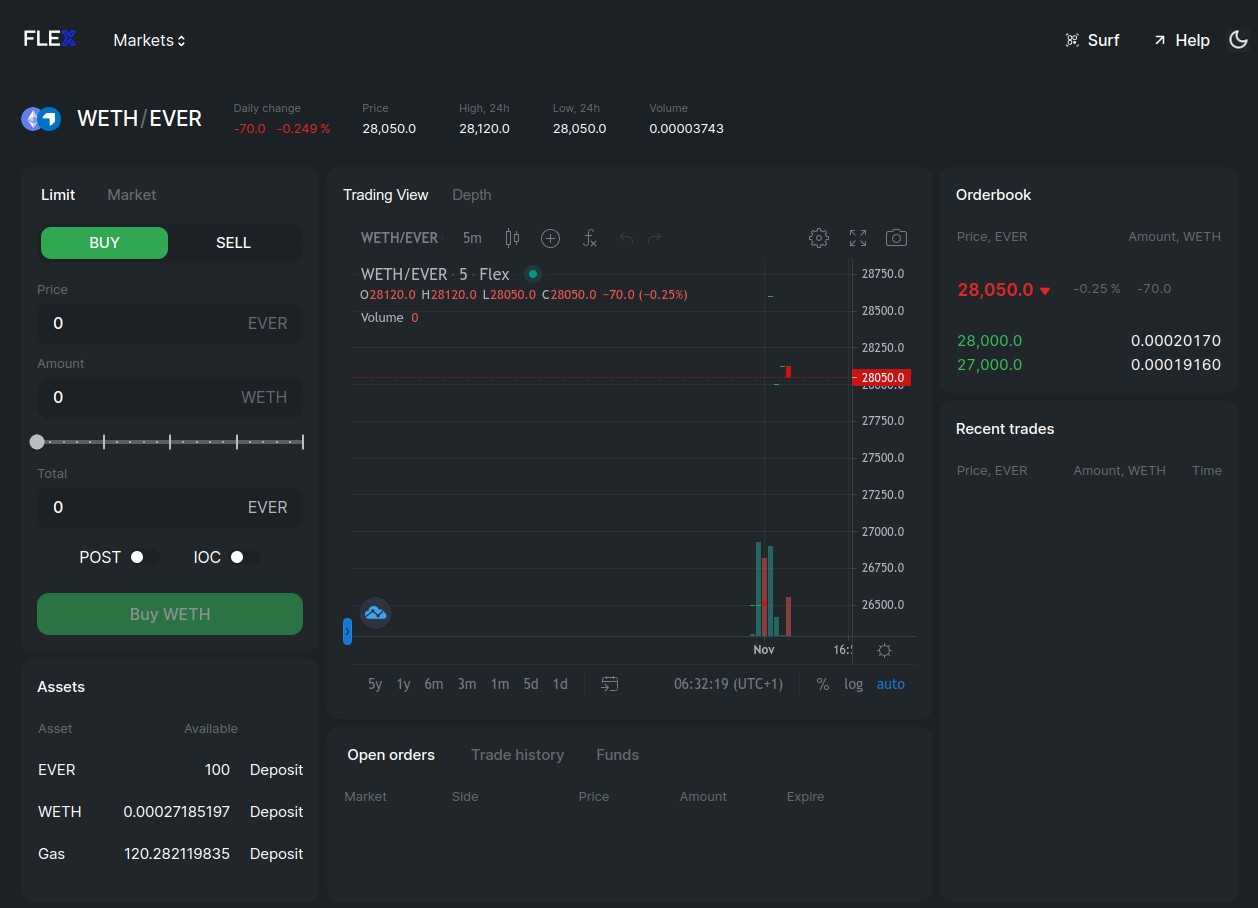 FLEX Markets Surf Help
WETH/EVER
Daily change Price High, 24h Low, 24h Volume
-70.0 -0.249 % 28,050.0 28,120.0 28,050.0 0.00003743
Limit Market
BUY SELL
Price
0 EVER
Amount
0 WETH
Total
0 EVER
POST IOC
Buy WETH
Assets
Asset Available
EVER 100 Deposit
WETH 0.00027185197 Deposit
Gas 120.282119835 Deposit
Trading View Depth
WETH/EVER 5m
WETH/EVER · 5 · Flex
O28120.0 H28120.0 L28050.0 C28050.0 −70.0 (−0.25%)
Volume 0
28750.0
28500.0
28250.0
28050.0
28000.0
27750.0
27500.0
27250.0
27000.0
26750.0
26500.0
Nov 16:
5y 1y 6m 3m 1m 5d 1d 06:32:19 (UTC+1) % log auto
Open orders Trade history Funds
Market Side Price Amount Expire
Orderbook
Price, EVER Amount, WETH
28,050.0 -0.25 % -70.0
28,000.0 0.00020170
27,000.0 0.00019160
Recent trades
Price, EVER Amount, WETH Time